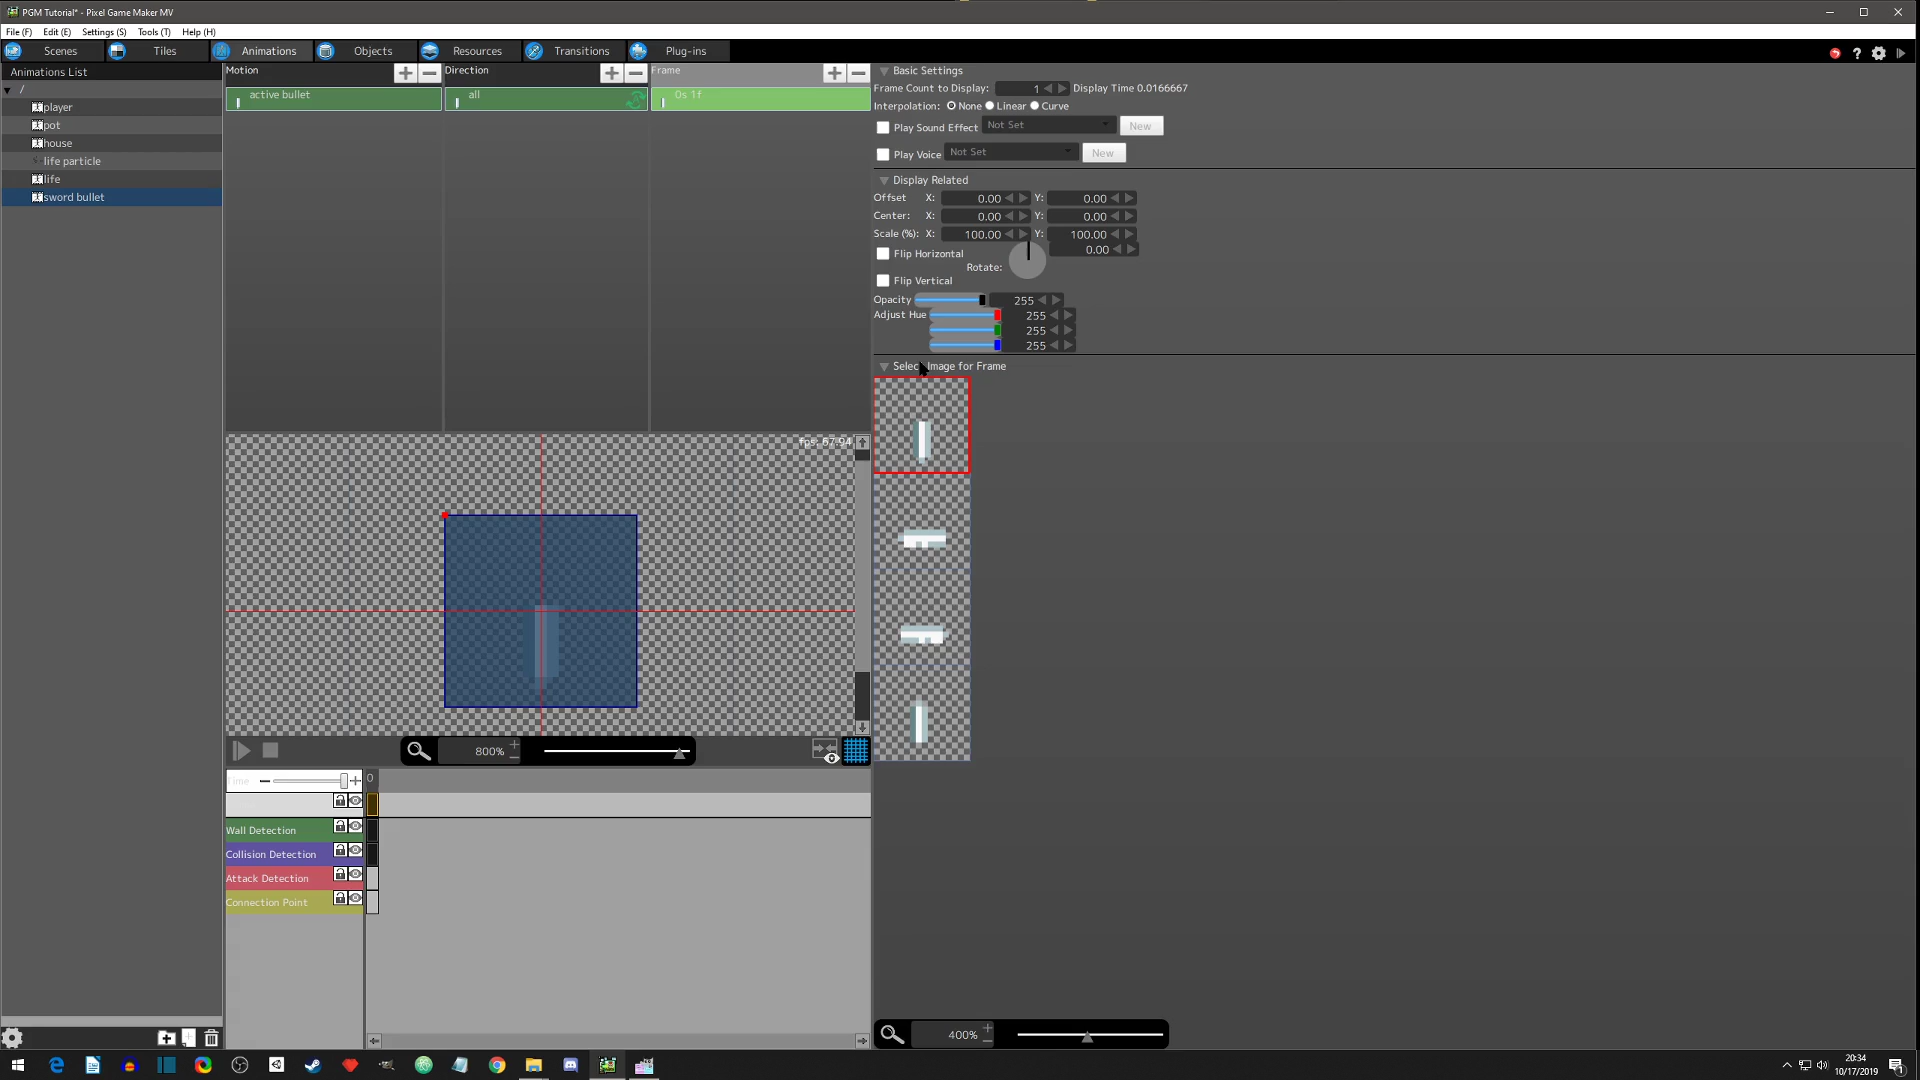 PGM Tutorial* - Pixel Game Maker MV
File (F) Edit (E) Settings (S) Tools (T) Help (H)
Scenes Tiles Animations Objects Resources Transitions Plug-ins
Animations List
/
player
pot
house
life particle
life
sword bullet
Motion Direction Frame
active bullet all 0s 1f
Basic Settings
Frame Count to Display: 1 Display Time 0.0166667
Interpolation: None Linear Curve
Play Sound Effect Not Set New
Play Voice Not Set New
Display Related
Offset X: 0.00 Y: 0.00
Center: X: 0.00 Y: 0.00
Scale (%): X: 100.00 Y: 100.00
Flip Horizontal Rotate: 0.00
Flip Vertical
Opacity 255
Adjust Hue 255
255
255
Select Image for Frame
fps: 67.94
800%
Time 0
Wall Detection
Collision Detection
Attack Detection
Connection Point
400%
20:34
10/17/2019